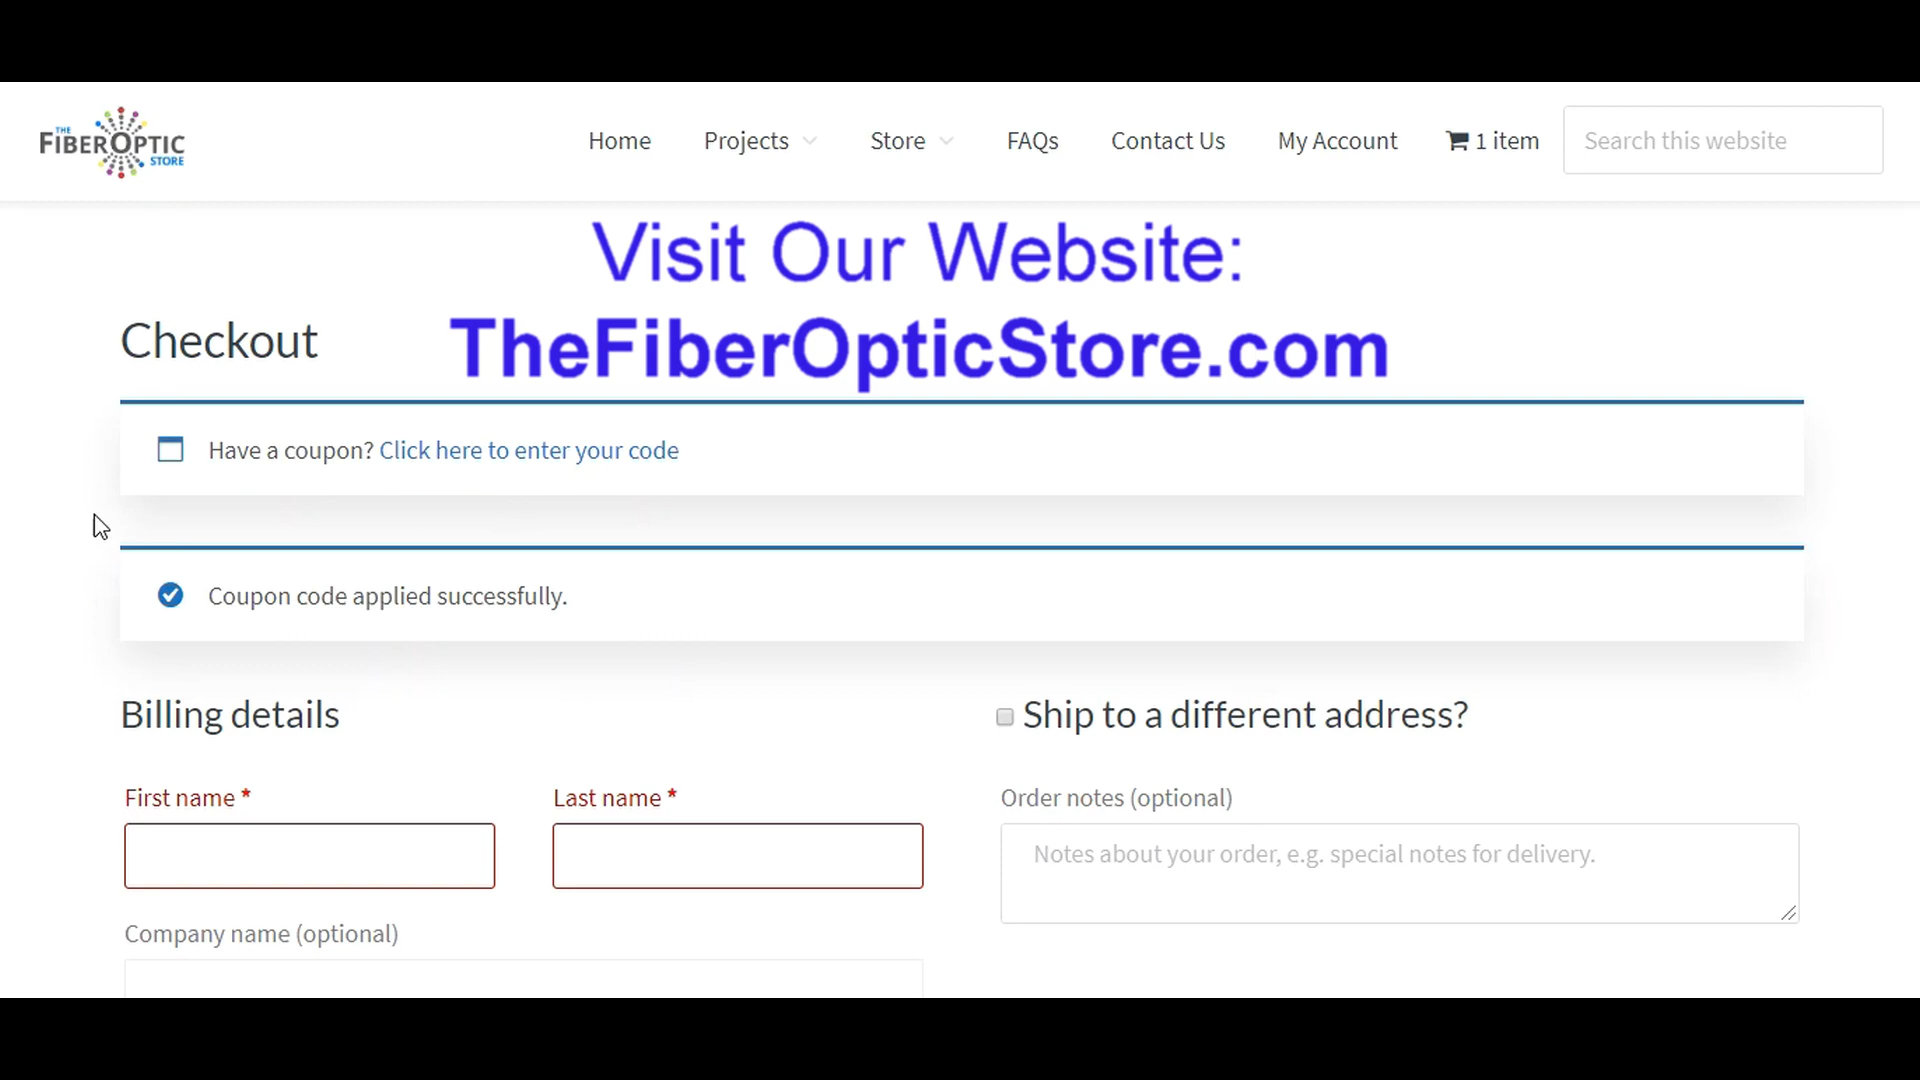 THE
FIBEROPTIC
STORE
Home Projects Store FAQs Contact Us My Account 1 item Search this website
Visit Our Website:
TheFiberOpticStore.com
Checkout
Have a coupon? Click here to enter your code
Coupon code applied successfully.
Billing details
Ship to a different address?
First name * Last name * Order notes (optional)
Notes about your order, e.g. special notes for delivery.
Company name (optional)